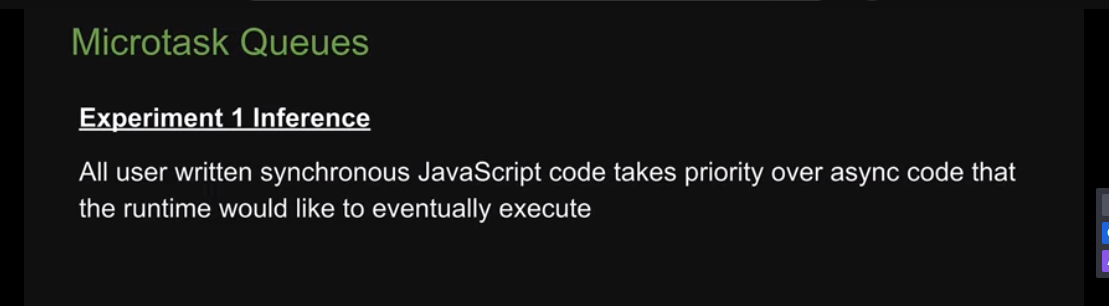 Microtask Queues
Experiment 1 Inference
All user written synchronous JavaScript code takes priority over async code that
the runtime would like to eventually execute